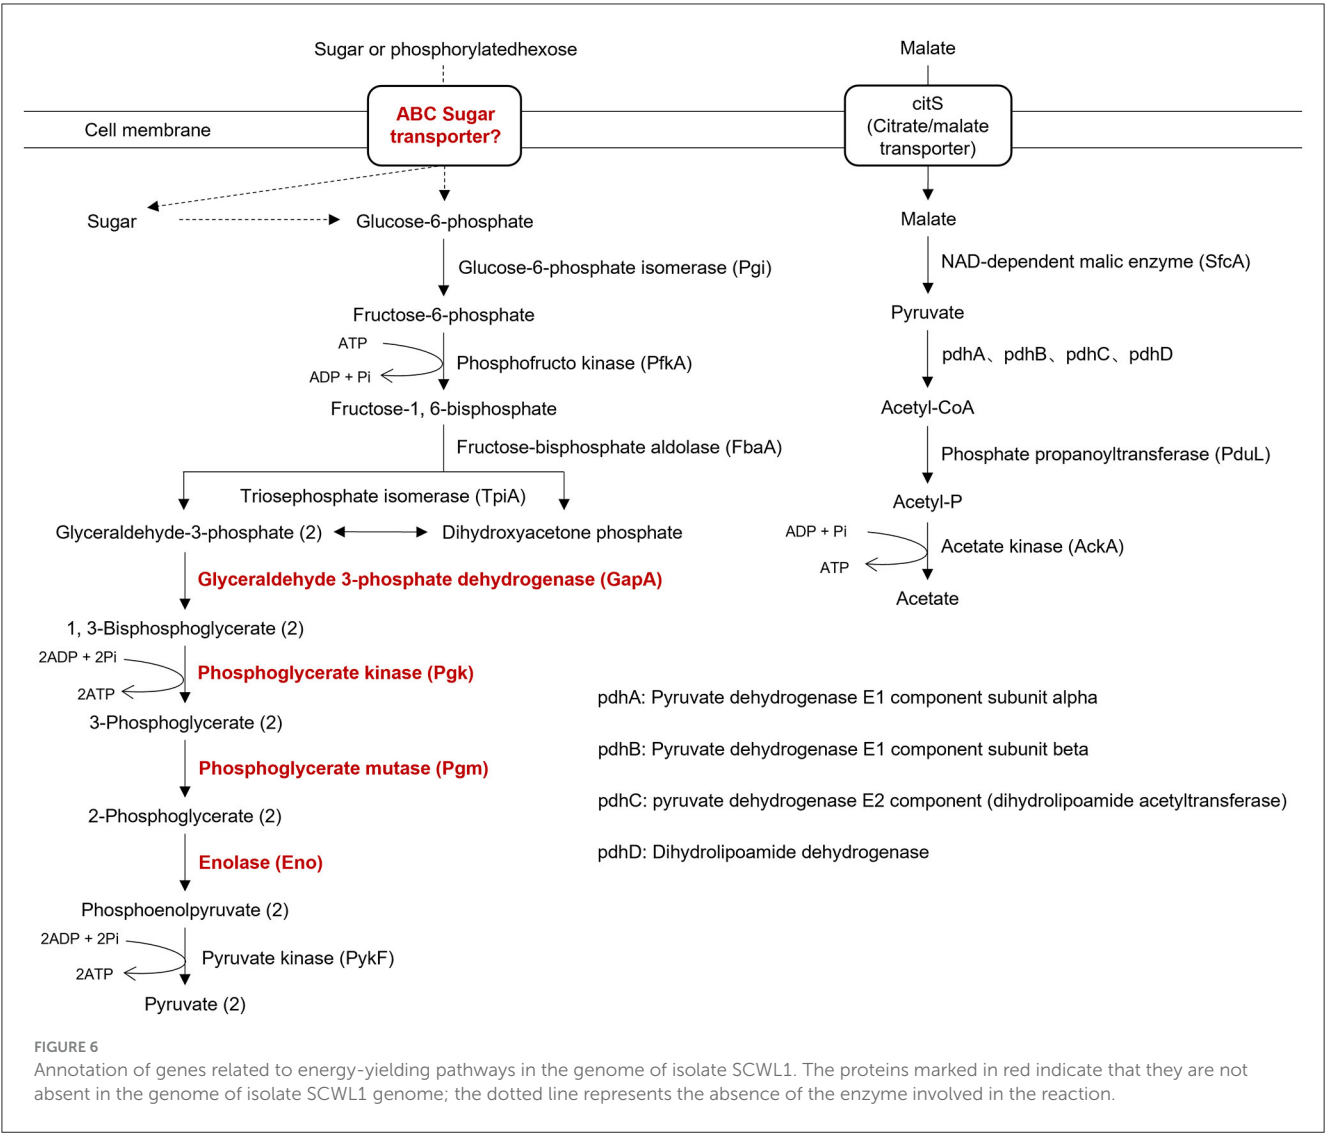 Sugar or phosphorylatedhexose
Malate
ABC Sugar
transporter?
citS
(Citrate/malate
transporter)
Cell membrane
Sugar
Glucose-6-phosphate
Malate
Glucose-6-phosphate isomerase (Pgi)
NAD-dependent malic enzyme (SfcA)
Fructose-6-phosphate
Pyruvate
ATP
ADP + Pi
Phosphofructo kinase (PfkA)
pdhA、pdhB、pdhC、pdhD
Fructose-1, 6-bisphosphate
Acetyl-CoA
Fructose-bisphosphate aldolase (FbaA)
Phosphate propanoyltransferase (PduL)
Triosephosphate isomerase (TpiA)
Acetyl-P
Glyceraldehyde-3-phosphate (2)
Dihydroxyacetone phosphate
ADP + Pi
ATP
Acetate kinase (AckA)
Acetate
Glyceraldehyde 3-phosphate dehydrogenase (GapA)
1, 3-Bisphosphoglycerate (2)
2ADP + 2Pi
2ATP
Phosphoglycerate kinase (Pgk)
3-Phosphoglycerate (2)
Phosphoglycerate mutase (Pgm)
2-Phosphoglycerate (2)
Enolase (Eno)
Phosphoenolpyruvate (2)
2ADP + 2Pi
2ATP
Pyruvate kinase (PykF)
Pyruvate (2)
pdhA: Pyruvate dehydrogenase E1 component subunit alpha
pdhB: Pyruvate dehydrogenase E1 component subunit beta
pdhC: pyruvate dehydrogenase E2 component (dihydrolipoamide acetyltransferase)
pdhD: Dihydrolipoamide dehydrogenase
FIGURE 6
Annotation of genes related to energy-yielding pathways in the genome of isolate SCWL1. The proteins marked in red indicate that they are not
absent in the genome of isolate SCWL1 genome; the dotted line represents the absence of the enzyme involved in the reaction.